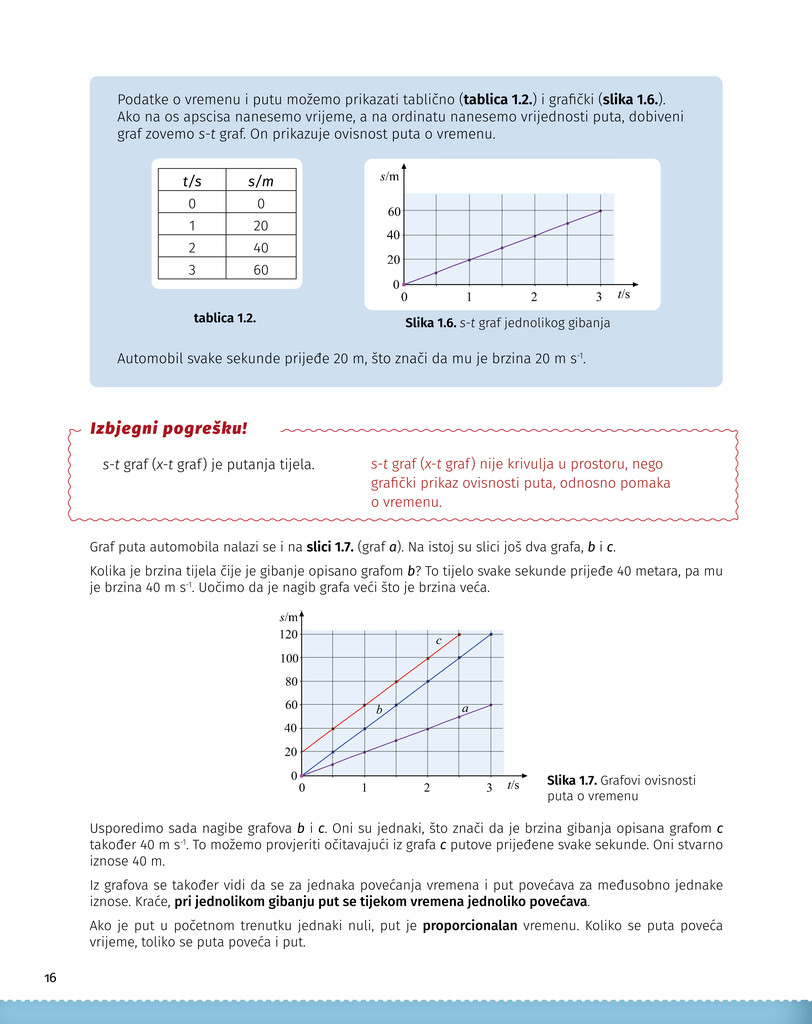 Podatke o vremenu i putu možemo prikazati tablično (tablica 1.2.) i grafički (slika 1.6.).
Ako na os apscisa nanesemo vrijeme, a na ordinatu nanesemo vrijednosti puta, dobiveni
graf zovemo s-t graf. On prikazuje ovisnost puta o vremenu.
t/s s/m
0 0
1 20
2 40
3 60
tablica 1.2.
s/m
60
40
20
0
0 1 2 3 t/s
Slika 1.6. s-t graf jednolikog gibanja
Automobil svake sekunde prijeđe 20 m, što znači da mu je brzina 20 m s⁻¹.
Izbjegni pogrešku!
s-t graf (x-t graf) je putanja tijela.
s-t graf (x-t graf) nije krivulja u prostoru, nego
grafički prikaz ovisnosti puta, odnosno pomaka
o vremenu.
Graf puta automobila nalazi se i na slici 1.7. (graf a). Na istoj su slici još dva grafa, b i c.
Kolika je brzina tijela čije je gibanje opisano grafom b? To tijelo svake sekunde prijeđe 40 metara, pa mu
je brzina 40 m s⁻¹. Uočimo da je nagib grafa veći što je brzina veća.
s/m
120
100
80
60
40
20
0
c
b
a
0 1 2 3 t/s
Slika 1.7. Grafovi ovisnosti
puta o vremenu
Usporedimo sada nagibe grafova b i c. Oni su jednaki, što znači da je brzina gibanja opisana grafom c
također 40 m s⁻¹. To možemo provjeriti očitavajući iz grafa c putove prijeđene svake sekunde. Oni stvarno
iznose 40 m.
Iz grafova se također vidi da se za jednaka povećanja vremena i put povećava za međusobno jednake
iznose. Kraće, pri jednolikom gibanju put se tijekom vremena jednoliko povećava.
Ako je put u početnom trenutku jednaki nuli, put je proporcionalan vremenu. Koliko se puta poveća
vrijeme, toliko se puta poveća i put.
16